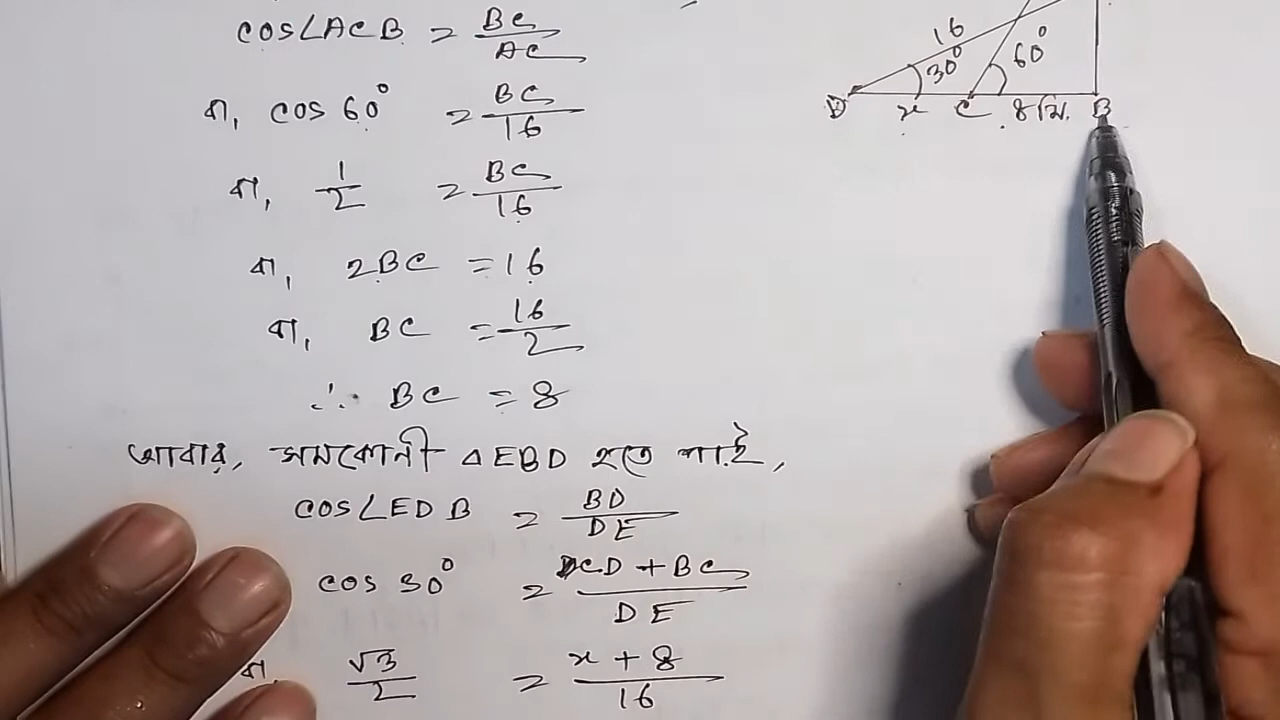 cos∠ACB = BC/AC
বা, cos 60° = BC/16
বা, 1/2 = BC/16
বা, 2BC = 16
বা, BC = 16/2
∴ BC = 8
আবার, সমকোনী ΔEBD হতে পাই,
cos∠EDB = BD/DE
cos 30° = CD + BC/DE
বা, √3/2 = x + 8/16
16
30° 60°
D x C 8 মি. B